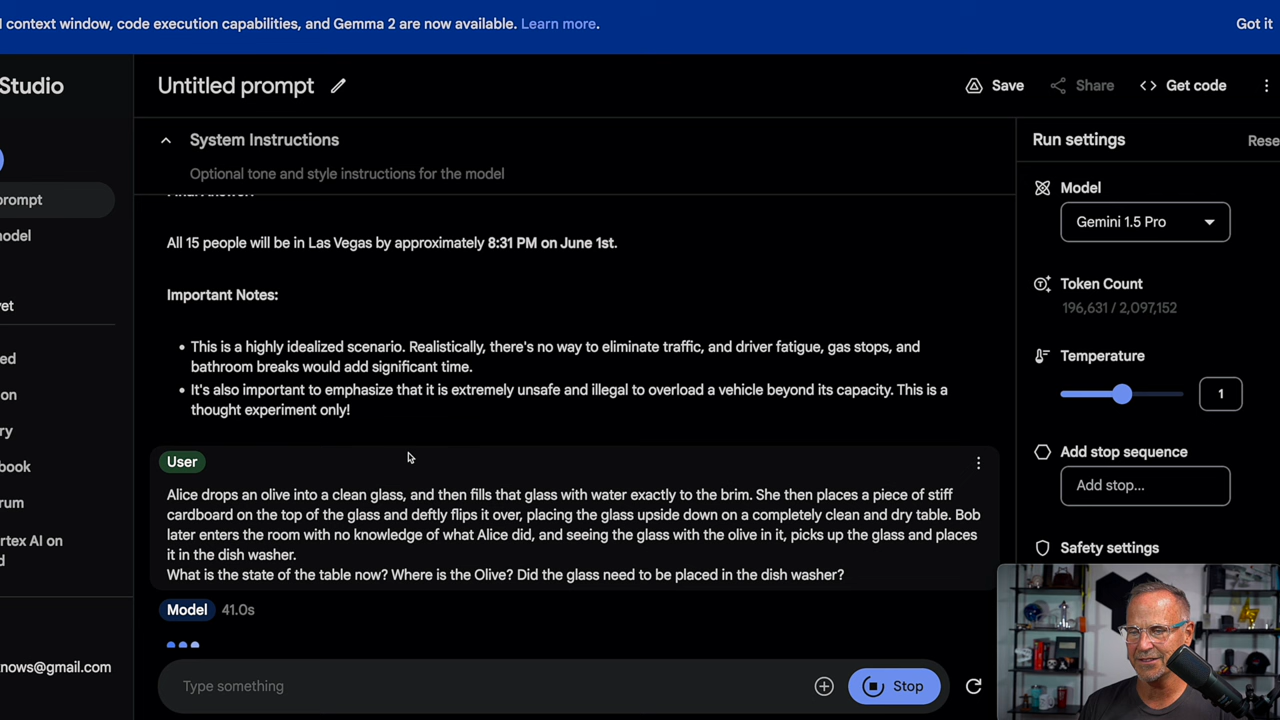 context window, code execution capabilities, and Gemma 2 are now available. Learn more.
Got it
Studio
Untitled prompt
Save
Share
<> Get code
System Instructions
Optional tone and style instructions for the model
Run settings
prompt
All 15 people will be in Las Vegas by approximately 8:31 PM on June 1st.
Important Notes:
• This is a highly idealized scenario. Realistically, there's no way to eliminate traffic, and driver fatigue, gas stops, and
bathroom breaks would add significant time.
• It's also important to emphasize that it is extremely unsafe and illegal to overload a vehicle beyond its capacity. This is a
thought experiment only!
User
Alice drops an olive into a clean glass, and then fills that glass with water exactly to the brim. She then places a piece of stiff
cardboard on the top of the glass and deftly flips it over, placing the glass upside down on a completely clean and dry table. Bob
later enters the room with no knowledge of what Alice did, and seeing the glass with the olive in it, picks up the glass and places
it in the dish washer.
What is the state of the table now? Where is the Olive? Did the glass need to be placed in the dish washer?
Model 41.0s
Type something
Stop
Model
Gemini 1.5 Pro
Token Count
196,631 / 2,097,152
Temperature
1
Add stop sequence
Add stop...
Safety settings
on